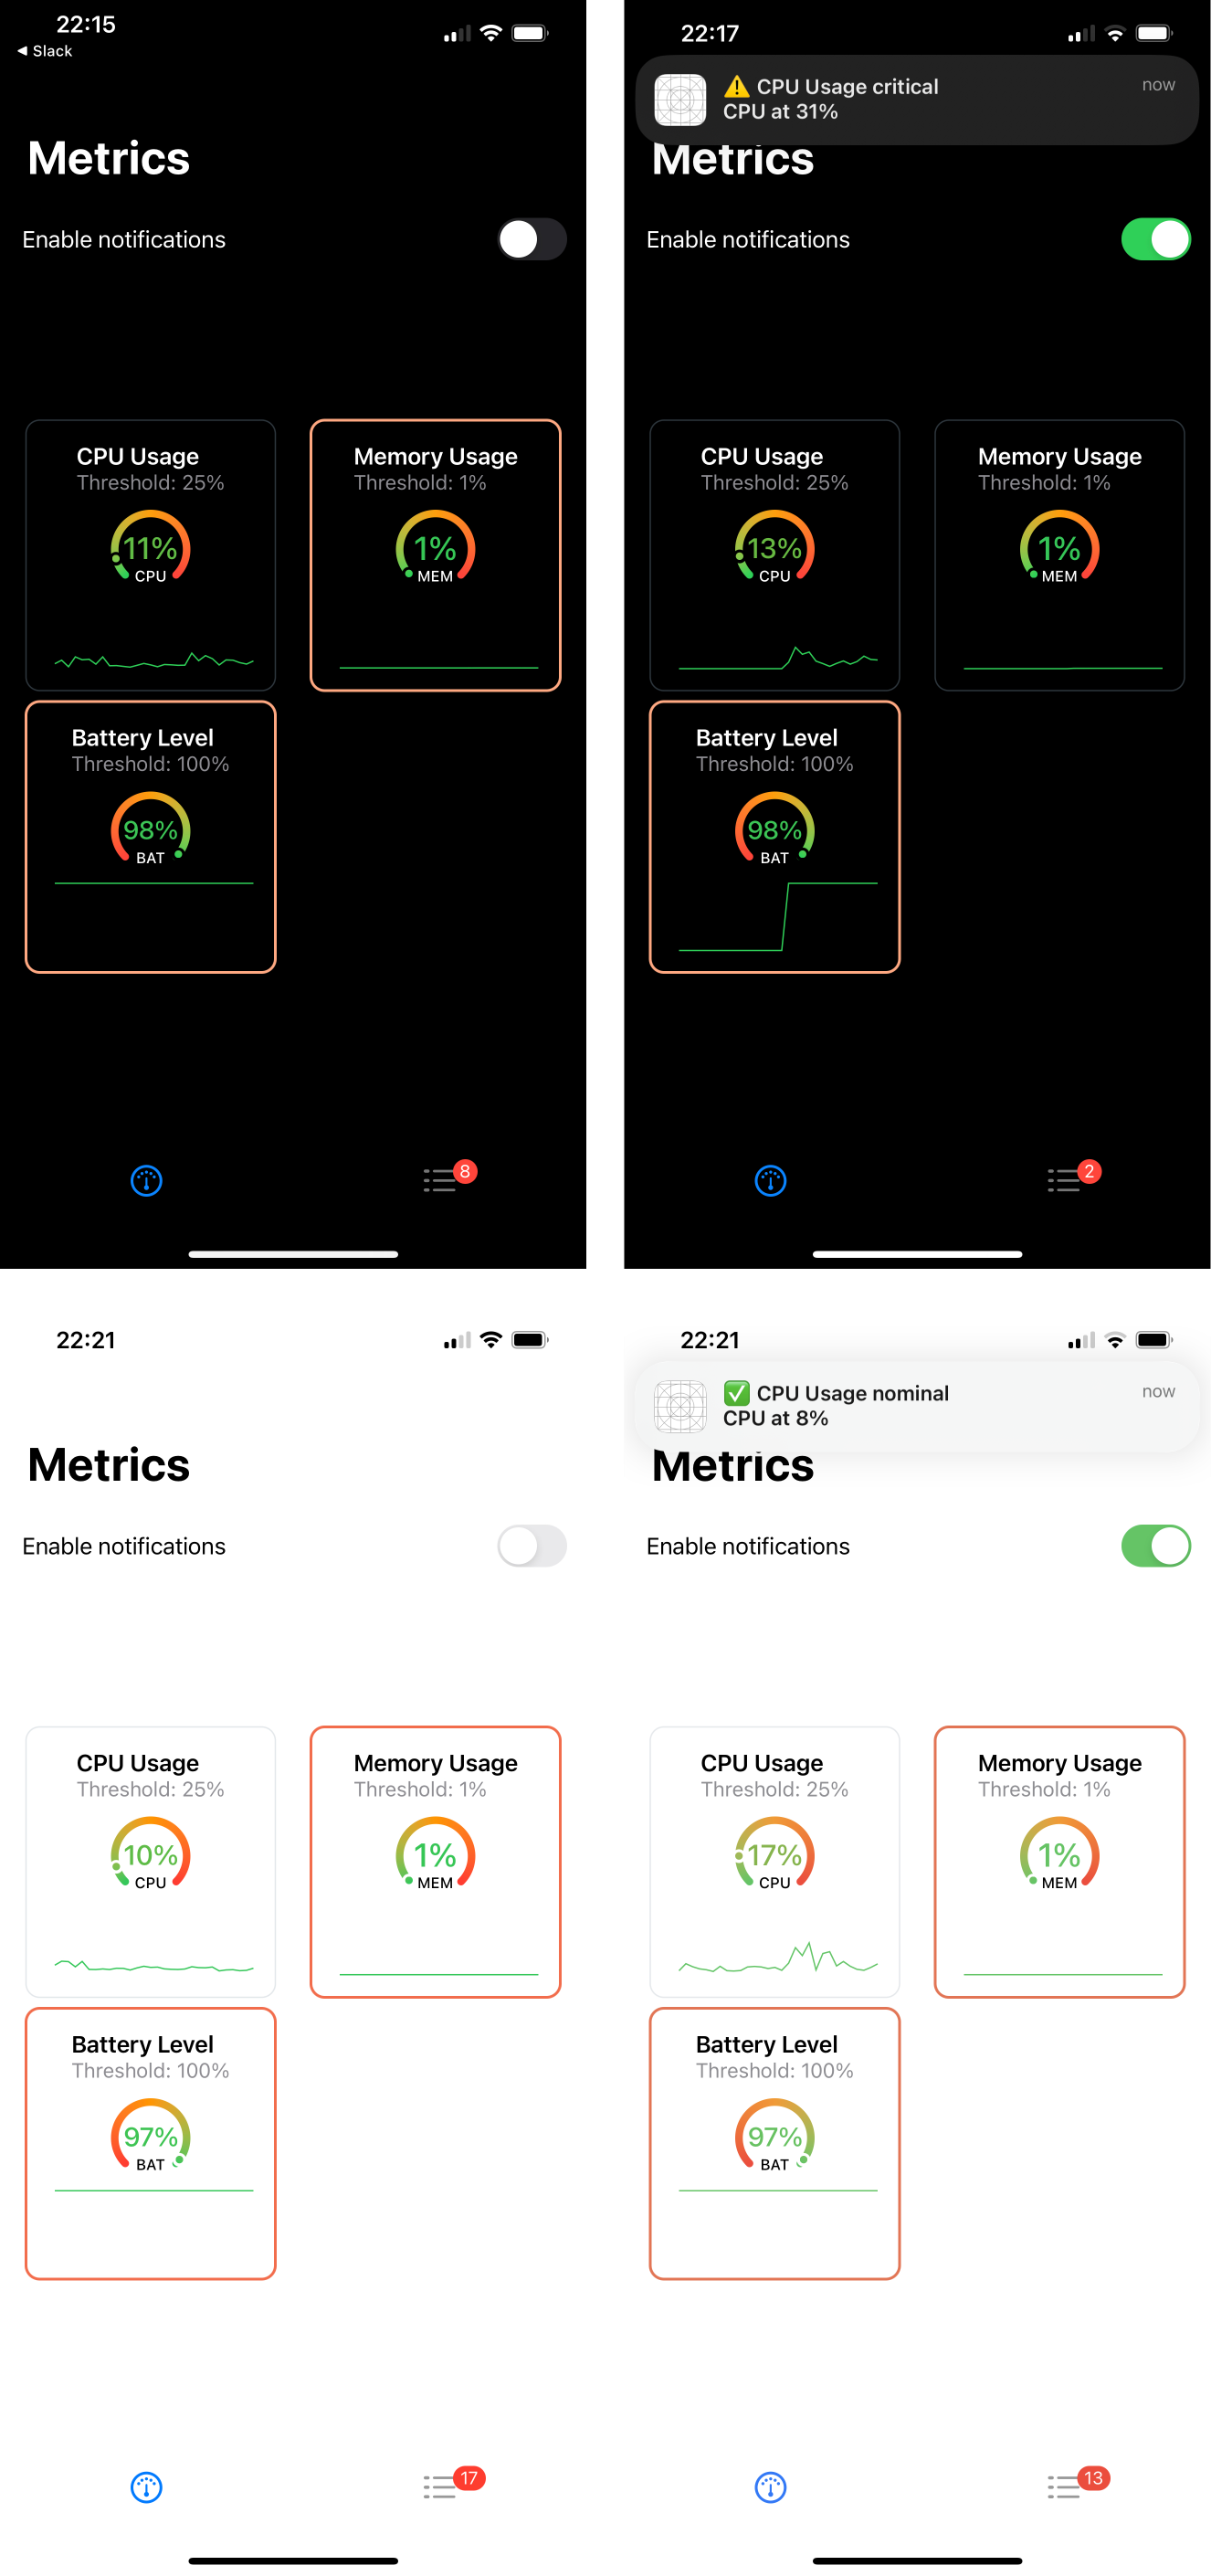 22:15
◀ Slack
Metrics
Enable notifications
CPU Usage
Threshold: 25%
11%
CPU
Memory Usage
Threshold: 1%
1%
MEM
Battery Level
Threshold: 100%
98%
BAT
8
22:17
⚠️ CPU Usage critical
now
CPU at 31%
Metrics
Enable notifications
CPU Usage
Threshold: 25%
13%
CPU
Memory Usage
Threshold: 1%
1%
MEM
Battery Level
Threshold: 100%
98%
BAT
2
22:21
Metrics
Enable notifications
CPU Usage
Threshold: 25%
10%
CPU
Memory Usage
Threshold: 1%
1%
MEM
Battery Level
Threshold: 100%
97%
BAT
17
22:21
✅ CPU Usage nominal
now
CPU at 8%
Metrics
Enable notifications
CPU Usage
Threshold: 25%
17%
CPU
Memory Usage
Threshold: 1%
1%
MEM
Battery Level
Threshold: 100%
97%
BAT
13